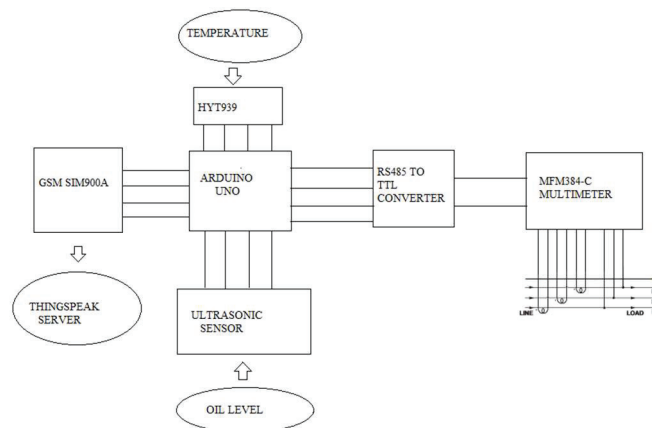 TEMPERATURE
HYT939
GSM SIM900A
ARDUINO
UNO
RS485 TO
TTL
CONVERTER
MFM384-C
MULTIMETER
THINGSPEAK
SERVER
ULTRASONIC
SENSOR
LINE
LOAD
OIL LEVEL